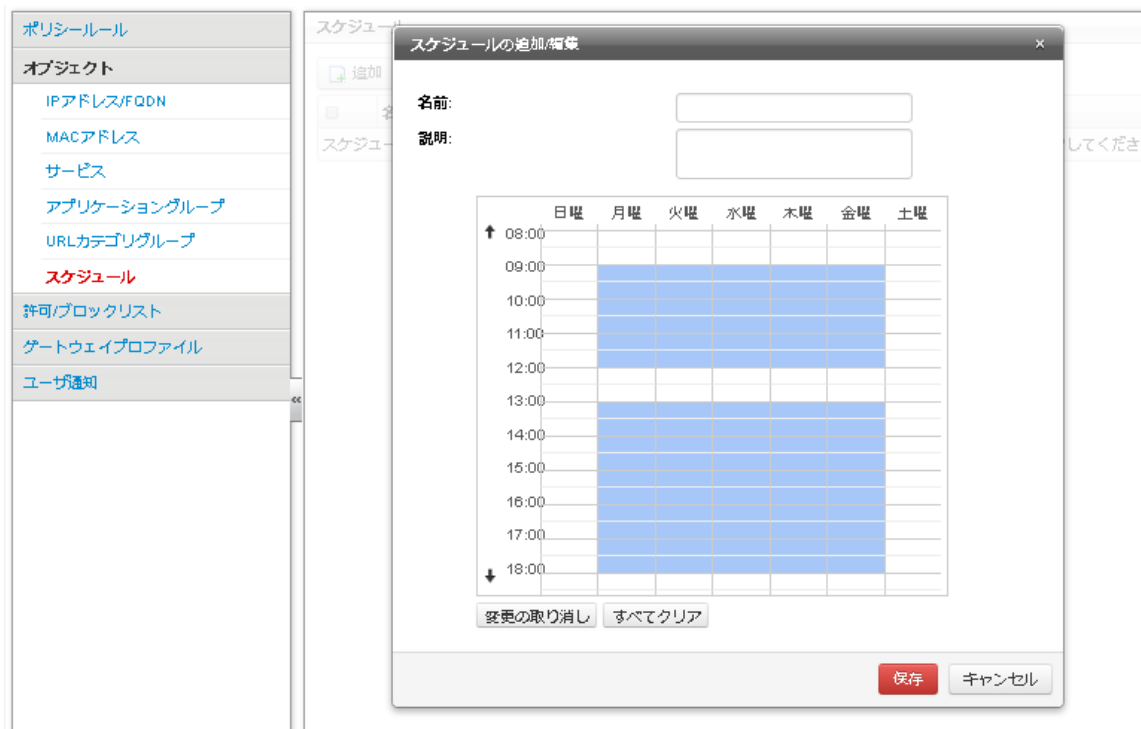 ポリシールール
オブジェクト
IPアドレス/FQDN
MACアドレス
サービス
アプリケーショングループ
URLカテゴリグループ
スケジュール
許可/ブロックリスト
ゲートウェイプロファイル
ユーザ通知
«
スケジュール
追加
名
スケジュー
してくださ
スケジュールの追加/編集
×
名前:
説明:
日曜 月曜 火曜 水曜 木曜 金曜 土曜
08:00
09:00
10:00
11:00
12:00
13:00
14:00
15:00
16:00
17:00
18:00
変更の取り消し すべてクリア
保存 キャンセル